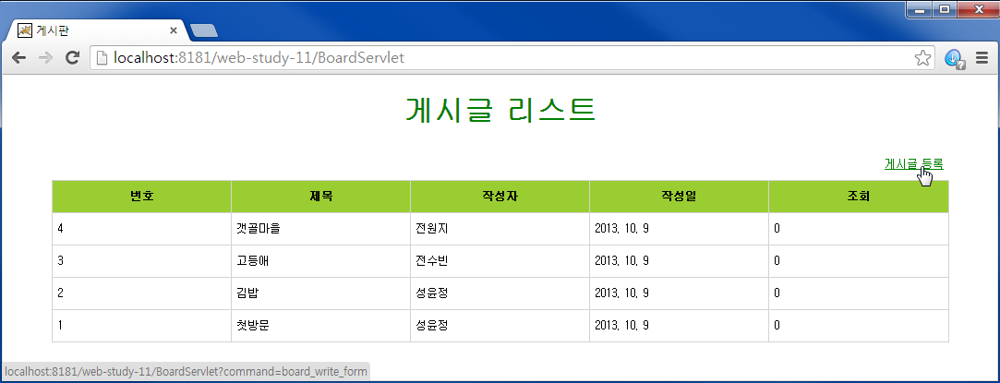 게시판
localhost:8181/web-study-11/BoardServlet
게시글 리스트
게시글 등록
번호 제목 작성자 작성일 조회
4 갯골마을 전원지 2013. 10. 9 0
3 고등애 전수빈 2013. 10. 9 0
2 김밥 성윤정 2013. 10. 9 0
1 첫방문 성윤정 2013. 10. 9 0
localhost:8181/web-study-11/BoardServlet?command=board_write_form